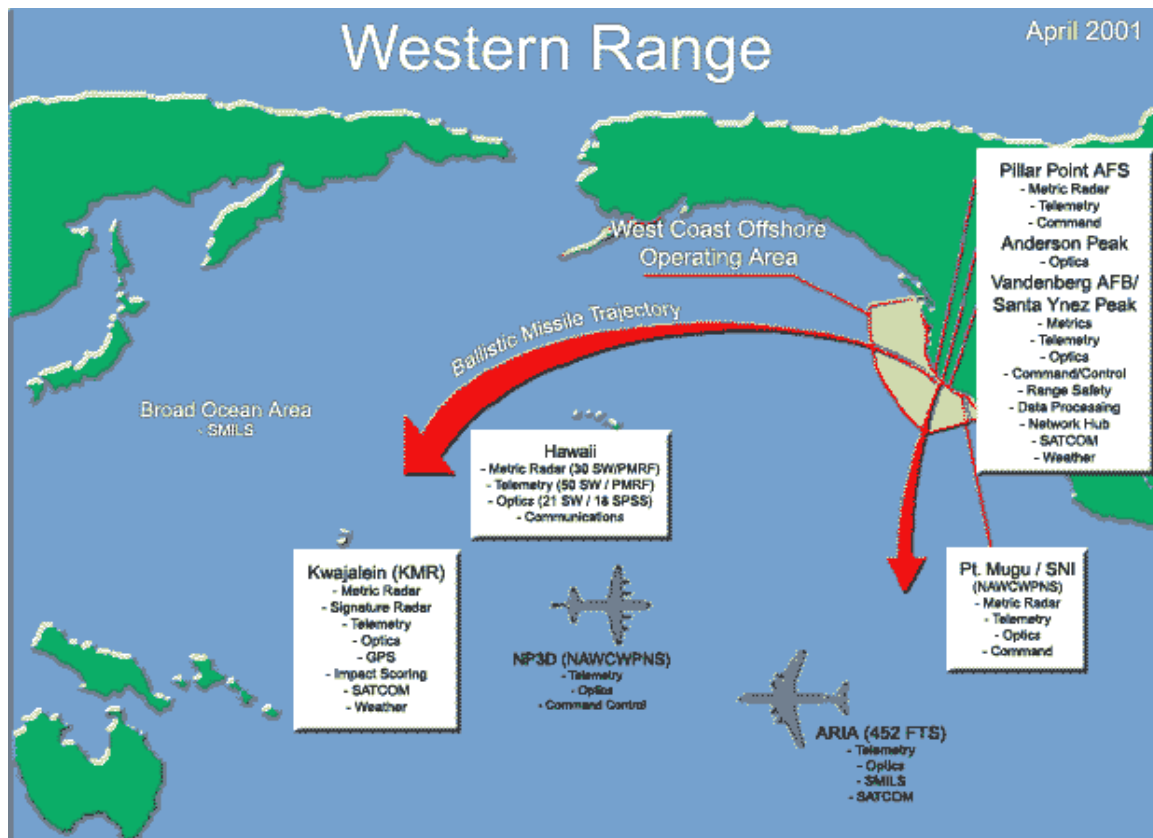 Western Range
April 2001
Pillar Point AFS
- Metric Radar
- Telemetry
- Command
Anderson Peak
- Optics
Vandenberg AFB/
Santa Ynez Peak
- Metrics
- Telemetry
- Optics
- Command/Control
- Range Safety
- Data Processing
- Network Hub
- SATCOM
- Weather
West Coast Offshore
Operating Area
Ballistic Missile Trajectory
Broad Ocean Area
- SMILS
Hawaii
- Metric Radar (30 SW/PMRF)
- Telemetry (50 SW / PMRF)
- Optics (21 SW / 18 SPSS)
- Communications
Kwajalein (KMR)
- Metric Radar
- Signature Radar
- Telemetry
- Optics
- GPS
- Impact Scoring
- SATCOM
- Weather
NP3D (NAWCWPNS)
- Telemetry
- Optics
- Command Control
ARIA (452 FTS)
- Telemetry
- Optics
- SMILS
- SATCOM
Pt. Mugu / SNI
(NAWCWPNS)
- Metric Radar
- Telemetry
- Optics
- Command